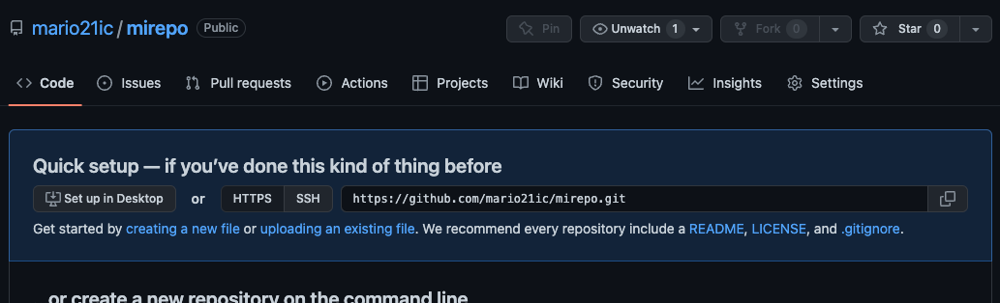 mario21ic / mirepo Public Pin Unwatch 1 Fork 0 Star 0
Code Issues Pull requests Actions Projects Wiki Security Insights Settings
Quick setup — if you’ve done this kind of thing before
Set up in Desktop or HTTPS SSH https://github.com/mario21ic/mirepo.git
Get started by creating a new file or uploading an existing file. We recommend every repository include a README, LICENSE, and .gitignore.
…or create a new repository on the command line